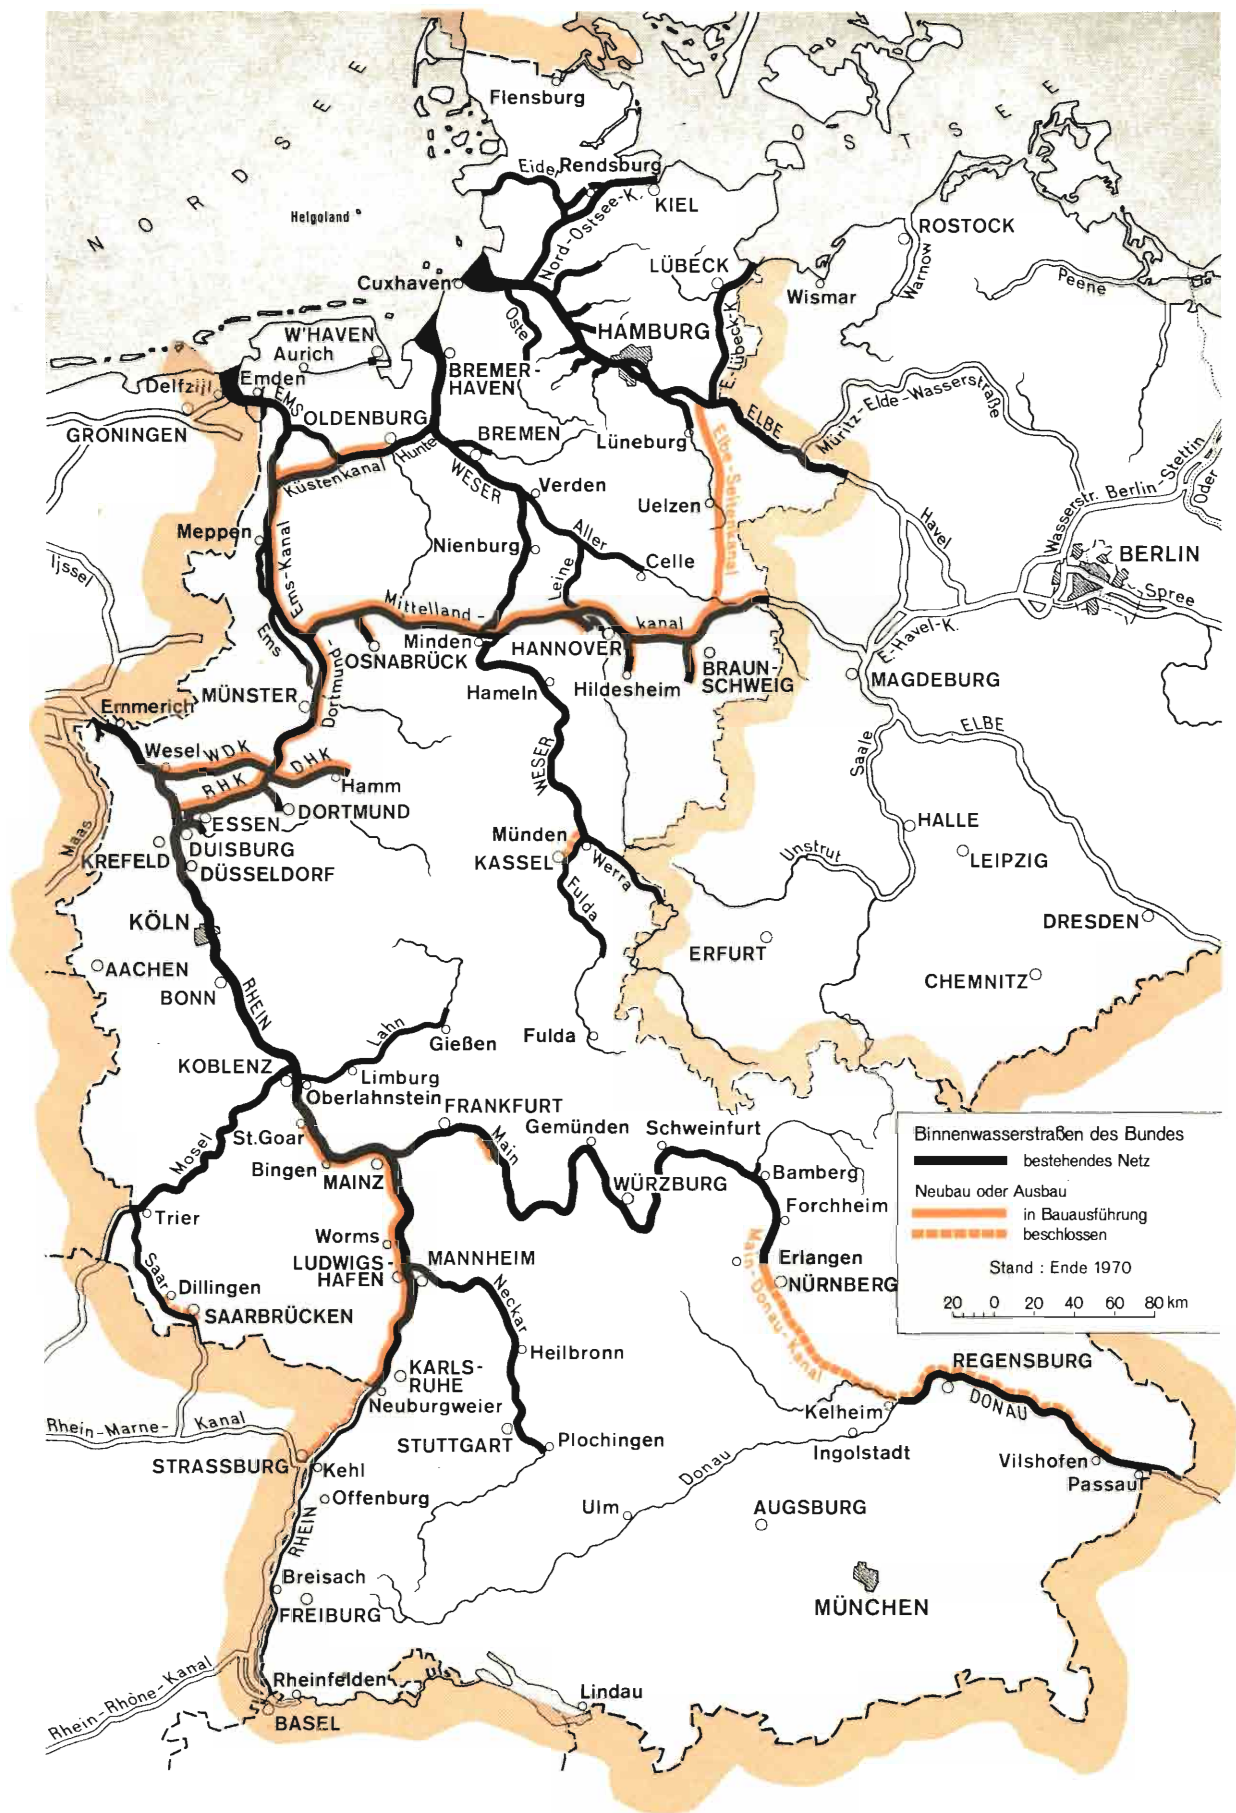 NORDSEE
OSTSEE
Flensburg
Eider
Rendsburg
KIEL
Nord-Ostsee-K.
Helgoland
ROSTOCK
Warnow
Peene
LÜBECK
Cuxhaven
Wismar
Oste
HAMBURG
E.-Lübeck-K.
W'HAVEN
Aurich
BREMER-
HAVEN
Delfzijl
Emden
EMS
OLDENBURG
GRONINGEN
BREMEN
Hunte
Lüneburg
ELBE
Müritz-Elde-Wasserstraße
Küstenkanal
WESER
Verden
Uelzen
Elbe-Seitenkanal
Wasserstr. Berlin-Stettin
Oder
Meppen
Nienburg
Aller
Leine
Celle
Havel
BERLIN
Spree
Ijssel
Ems
Dortmund-
Ems-Kanal
Mittelland-
kanal
Minden
OSNABRÜCK
HANNOVER
E-Havel-K.
BRAUN-
SCHWEIG
MÜNSTER
Hameln
Hildesheim
MAGDEBURG
Emmerich
ELBE
Wesel
WDK
DHK
RHK
Hamm
WESER
Saale
DORTMUND
ESSEN
DUISBURG
KREFELD
DÜSSELDORF
Maas
Münden
KASSEL
Werra
Fulda
HALLE
LEIPZIG
Unstrut
KÖLN
DRESDEN
ERFURT
AACHEN
BONN
RHEIN
CHEMNITZ
Lahn
Gießen
Fulda
KOBLENZ
Limburg
Oberlahnstein
FRANKFURT
Mosel
St.Goar
Bingen
MAINZ
Main
Gemünden
Schweinfurt
WÜRZBURG
Bamberg
Forchheim
Trier
Worms
LUDWIGS-
HAFEN
MANNHEIM
Erlangen
NÜRNBERG
Main-Donau-Kanal
Saar
Dillingen
SAARBRÜCKEN
Neckar
Heilbronn
KARLS-
RUHE
Neuburgweier
REGENSBURG
DONAU
Kelheim
Rhein-Marne-Kanal
STUTTGART
Plochingen
Ingolstadt
Vilshofen
Passau
STRASSBURG
Kehl
Offenburg
Donau
Ulm
AUGSBURG
RHEIN
Breisach
FREIBURG
MÜNCHEN
Rhein-Rhône-Kanal
Rheinfelden
BASEL
Lindau
Binnenwasserstraßen des Bundes
bestehendes Netz
Neubau oder Ausbau
in Bauausführung
beschlossen
Stand : Ende 1970
20 0 20 40 60 80 km